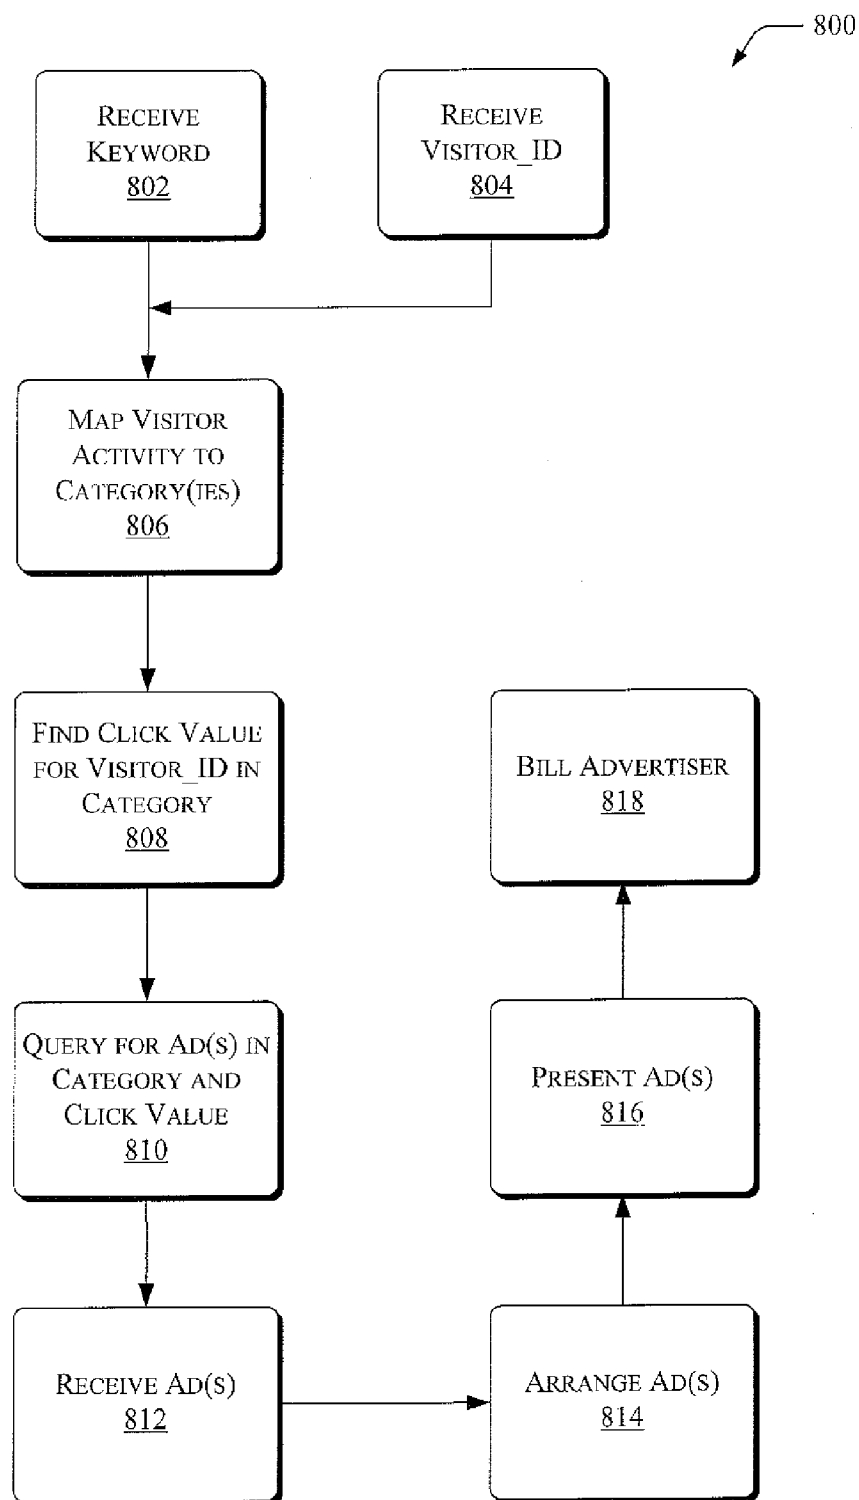 800
RECEIVE
KEYWORD
802
RECEIVE
VISITOR_ID
804
MAP VISITOR
ACTIVITY TO
CATEGORY(IES)
806
FIND CLICK VALUE
FOR VISITOR_ID IN
CATEGORY
808
QUERY FOR AD(S) IN
CATEGORY AND
CLICK VALUE
810
RECEIVE AD(S)
812
ARRANGE AD(S)
814
PRESENT AD(S)
816
BILL ADVERTISER
818